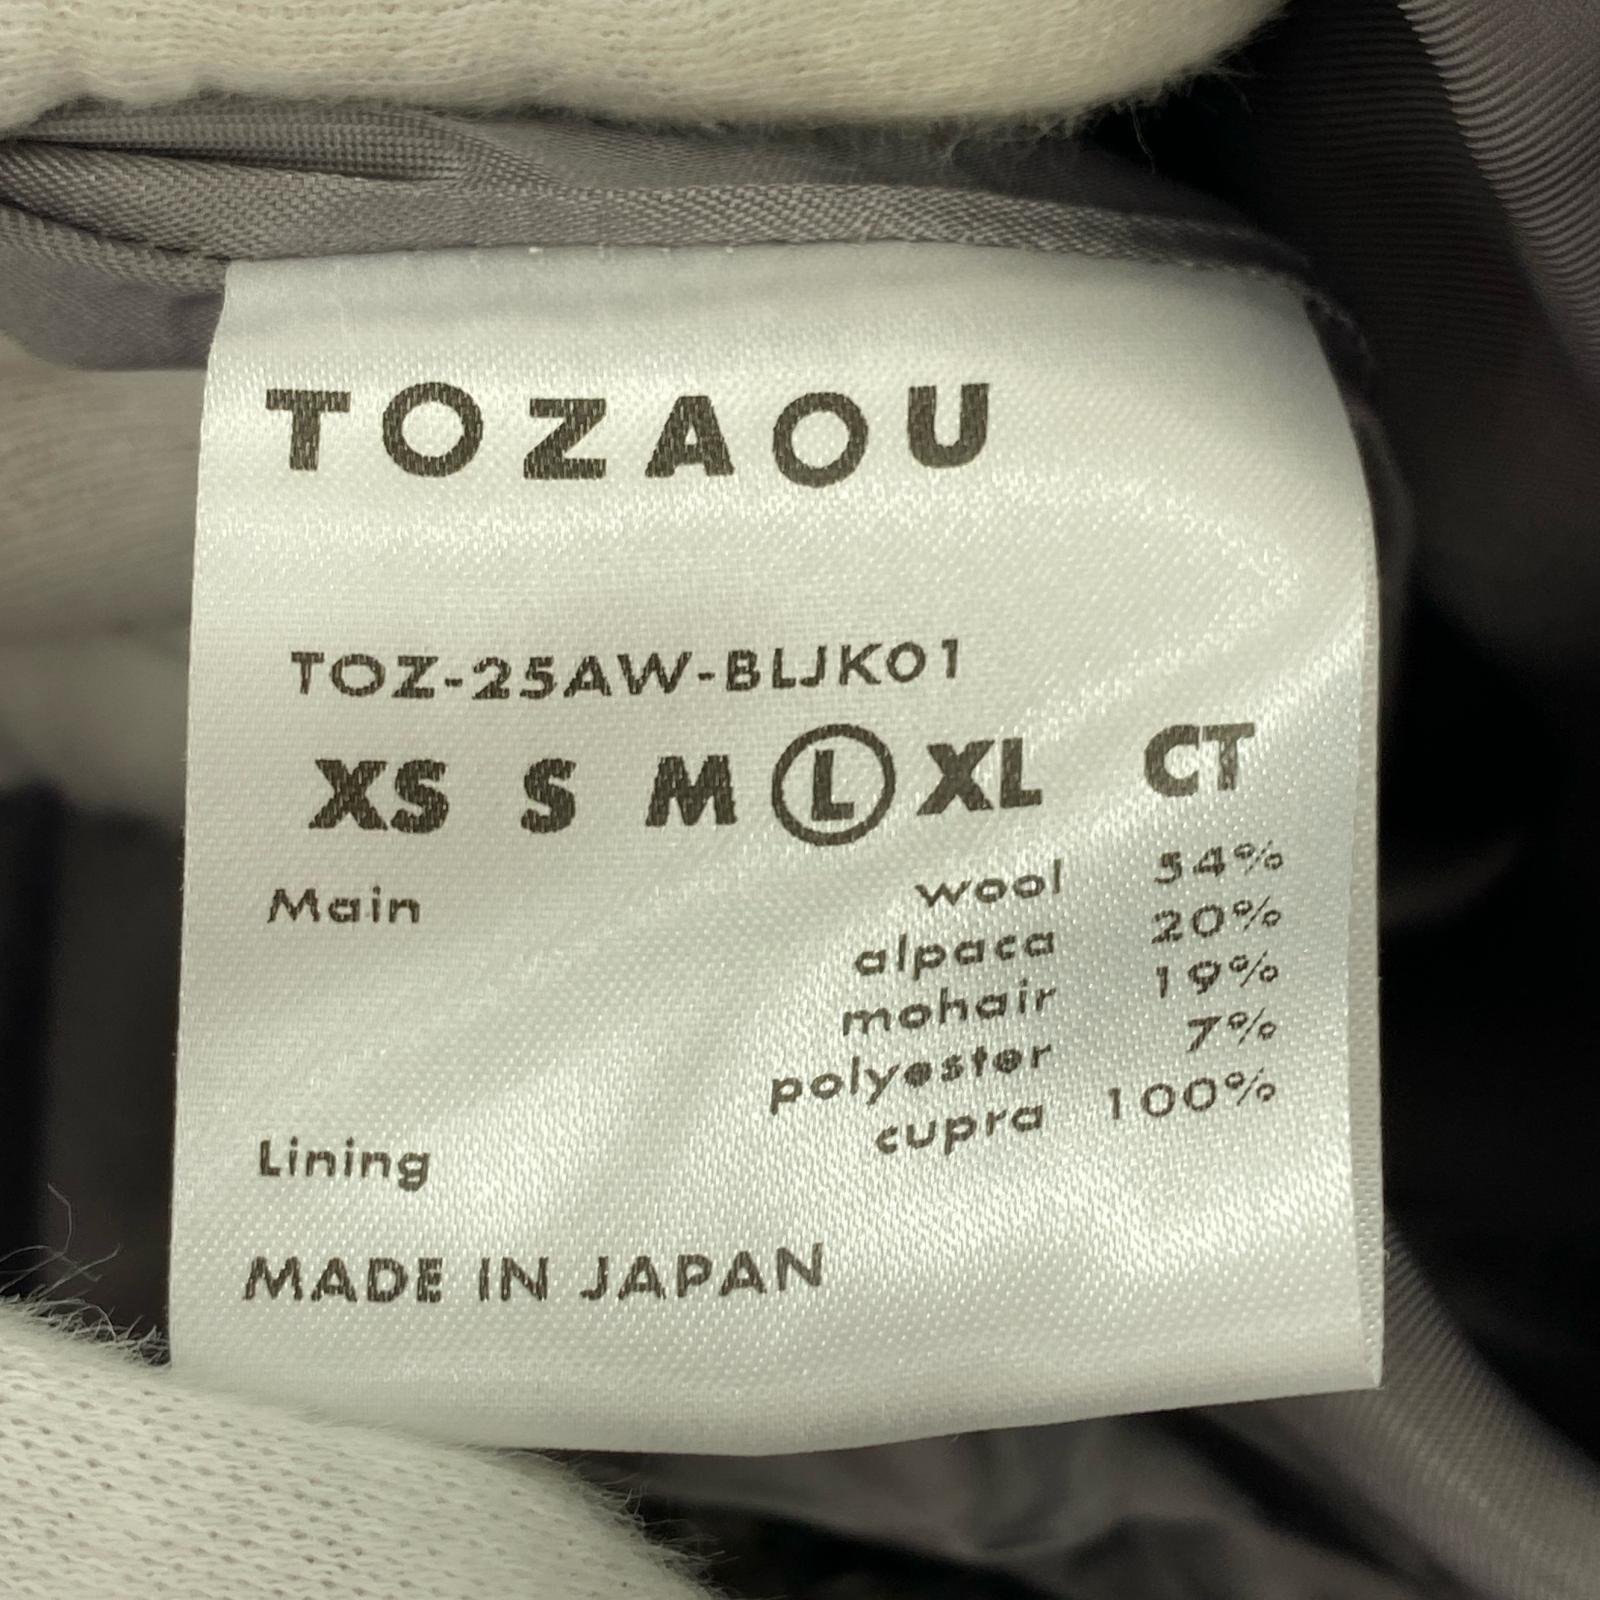 TOZAOU
TOZ-25AW-BLJK01
XS S M L XL CT
Main wool 54%
alpaca 20%
mohair 19%
polyester 7%
Lining cupra 100%
MADE IN JAPAN